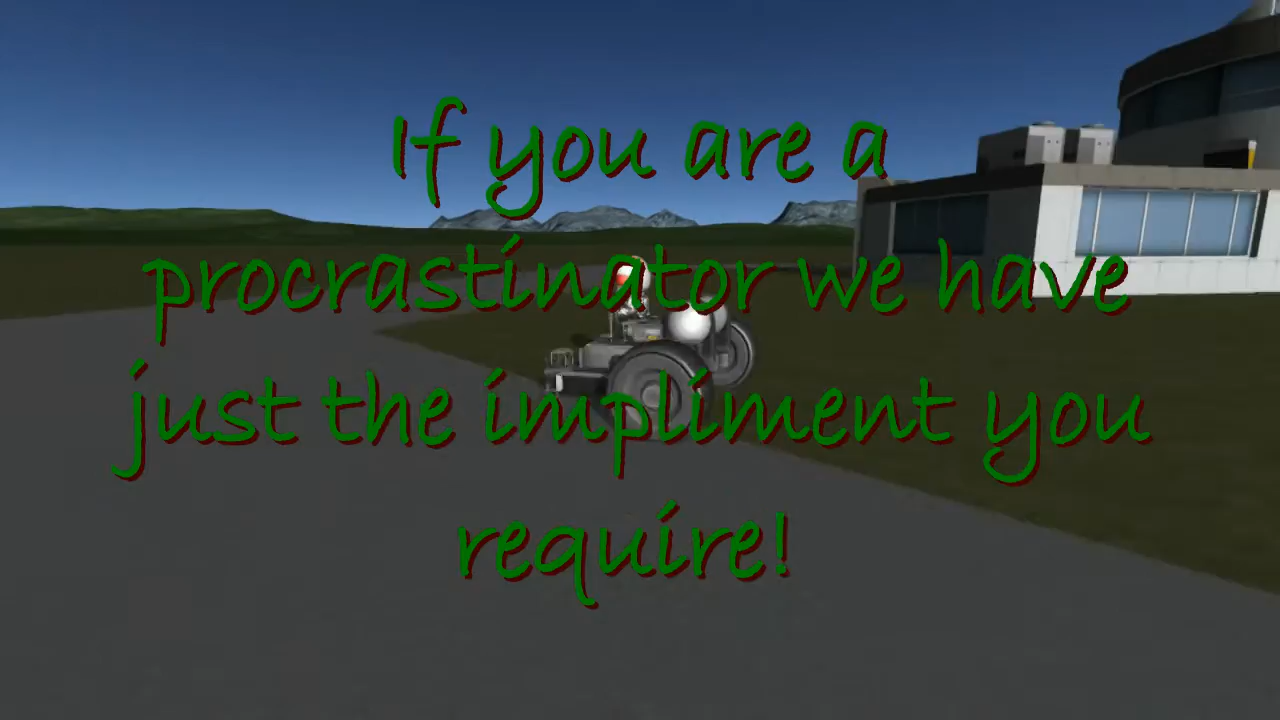 If you are a
procrastinator we have
just the impliment you
require!